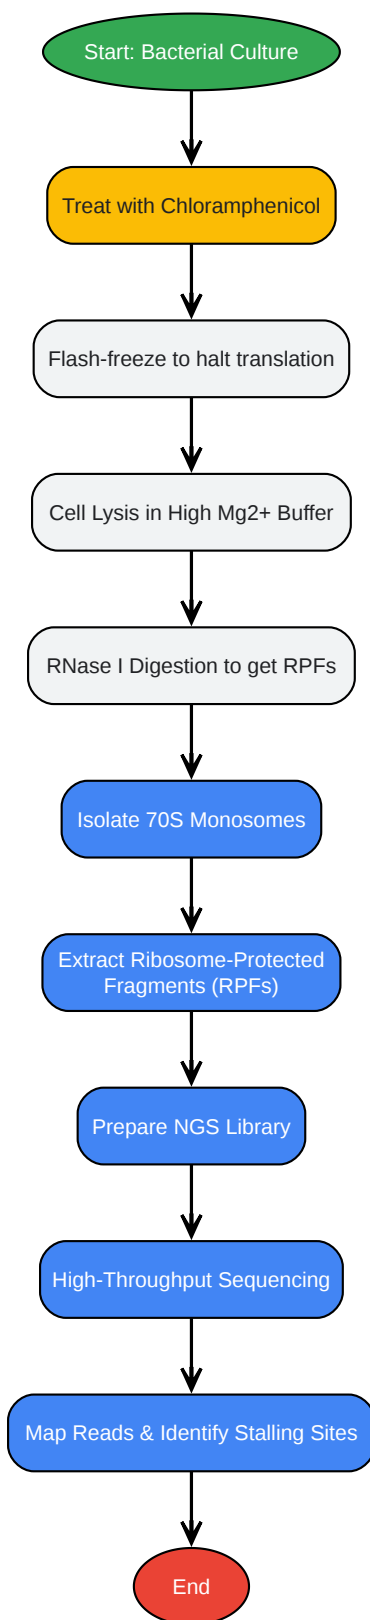 Start: Bacterial Culture
Treat with Chloramphenicol
Flash-freeze to halt translation
Cell Lysis in High Mg2+ Buffer
RNase I Digestion to get RPFs
Isolate 70S Monosomes
Extract Ribosome-Protected
Fragments (RPFs)
Prepare NGS Library
High-Throughput Sequencing
Map Reads & Identify Stalling Sites
End